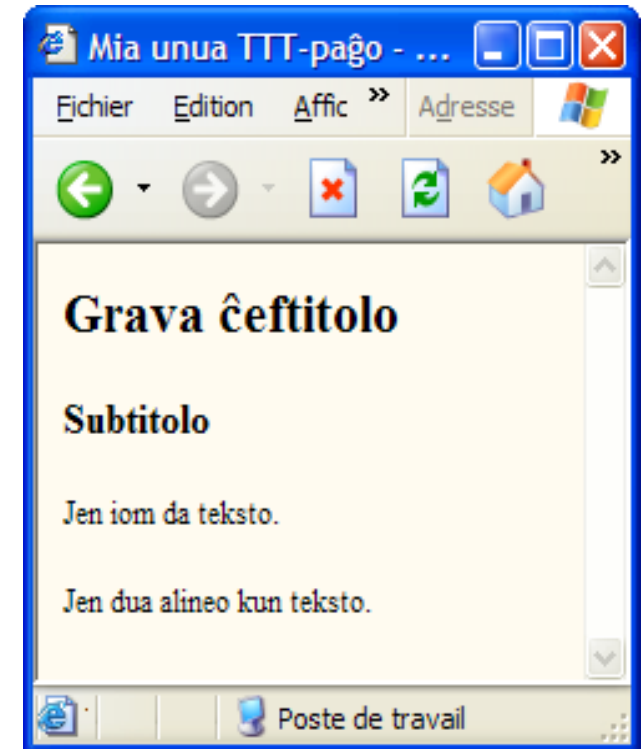 Mia unua TTT-paĝo - ...
Fichier Edition Affic » Adresse
»
Grava ĉeftitolo
Subtitolo
Jen iom da teksto.
Jen dua alineo kun teksto.
Poste de travail